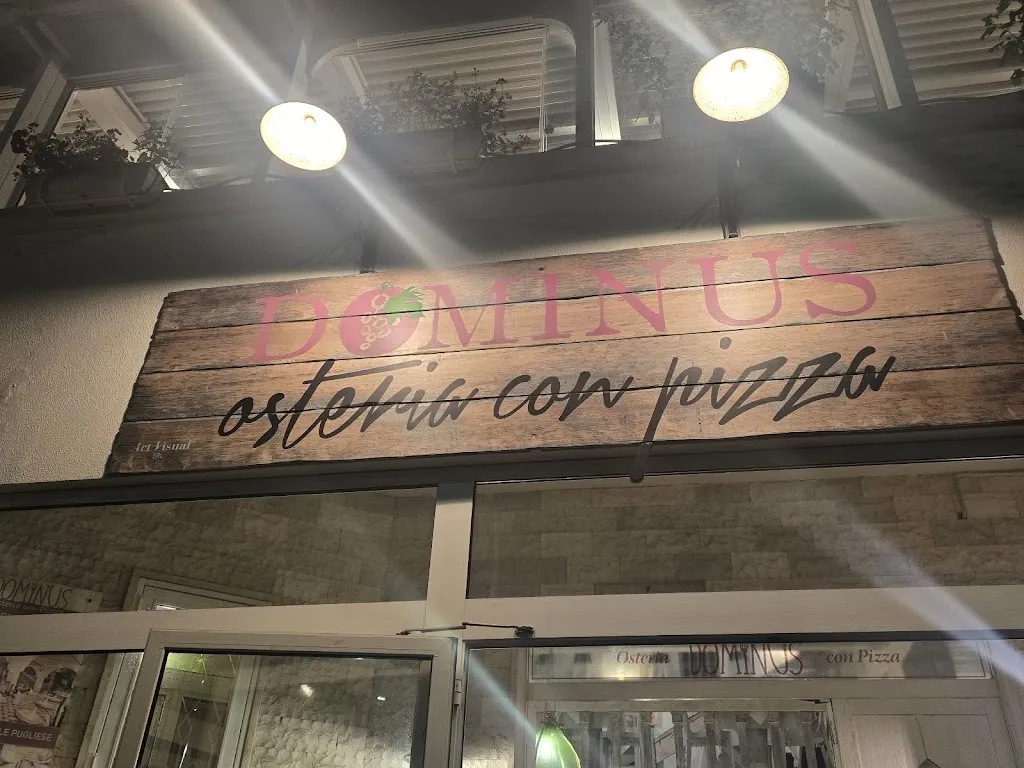 DOMINUS
osteria con pizza
Art Visual
DOMINUS
Osteria DOMINUS con Pizza
LE PUGLIESE